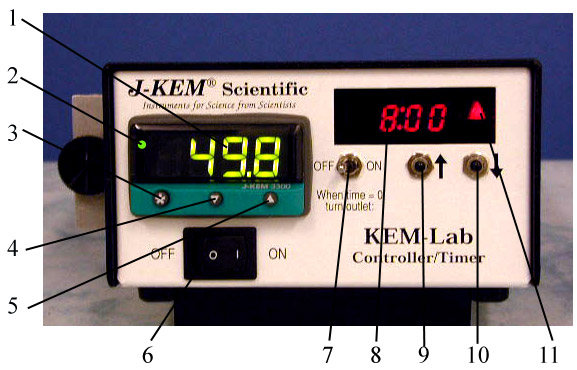 1
2
3
4
5
6
7
8
9
10
11
J-KEM® Scientific
Instruments for Science from Scientists
49.8
J-KEM 3300
8:00
OFF ON
When time = 0
turn outlet:
OFF ON
O I
KEM-Lab
Controller/Timer